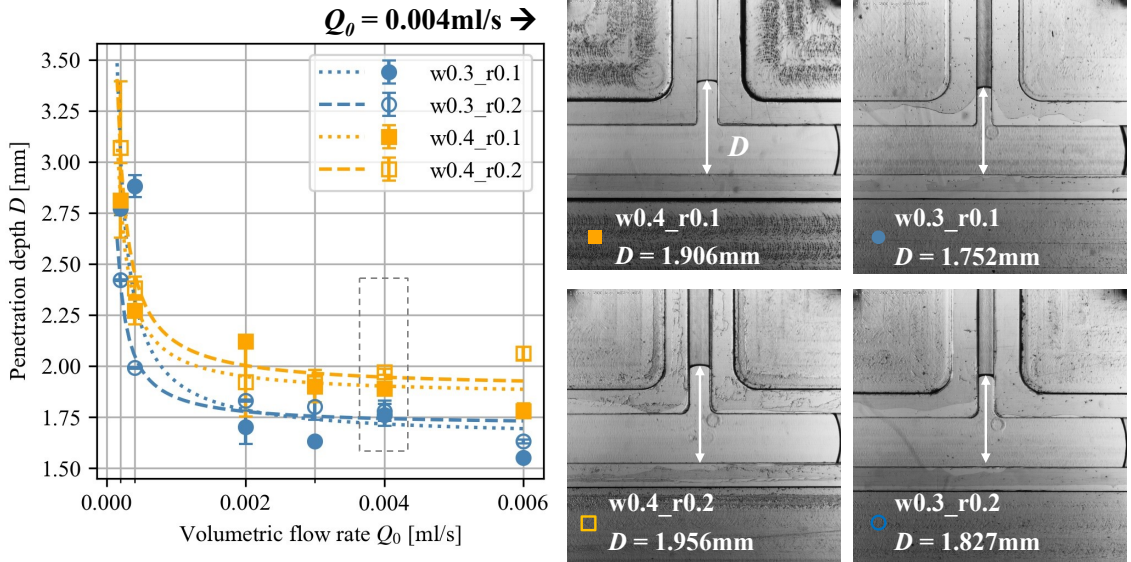 Q₀ = 0.004ml/s →
3.50
3.25
3.00
2.75
2.50
2.25
2.00
1.75
1.50
Penetration depth D [mm]
w0.3_r0.1
w0.3_r0.2
w0.4_r0.1
w0.4_r0.2
0.000
0.002
0.004
0.006
Volumetric flow rate Q₀ [ml/s]
D
w0.4_r0.1
D = 1.906mm
w0.3_r0.1
D = 1.752mm
w0.4_r0.2
D = 1.956mm
w0.3_r0.2
D = 1.827mm